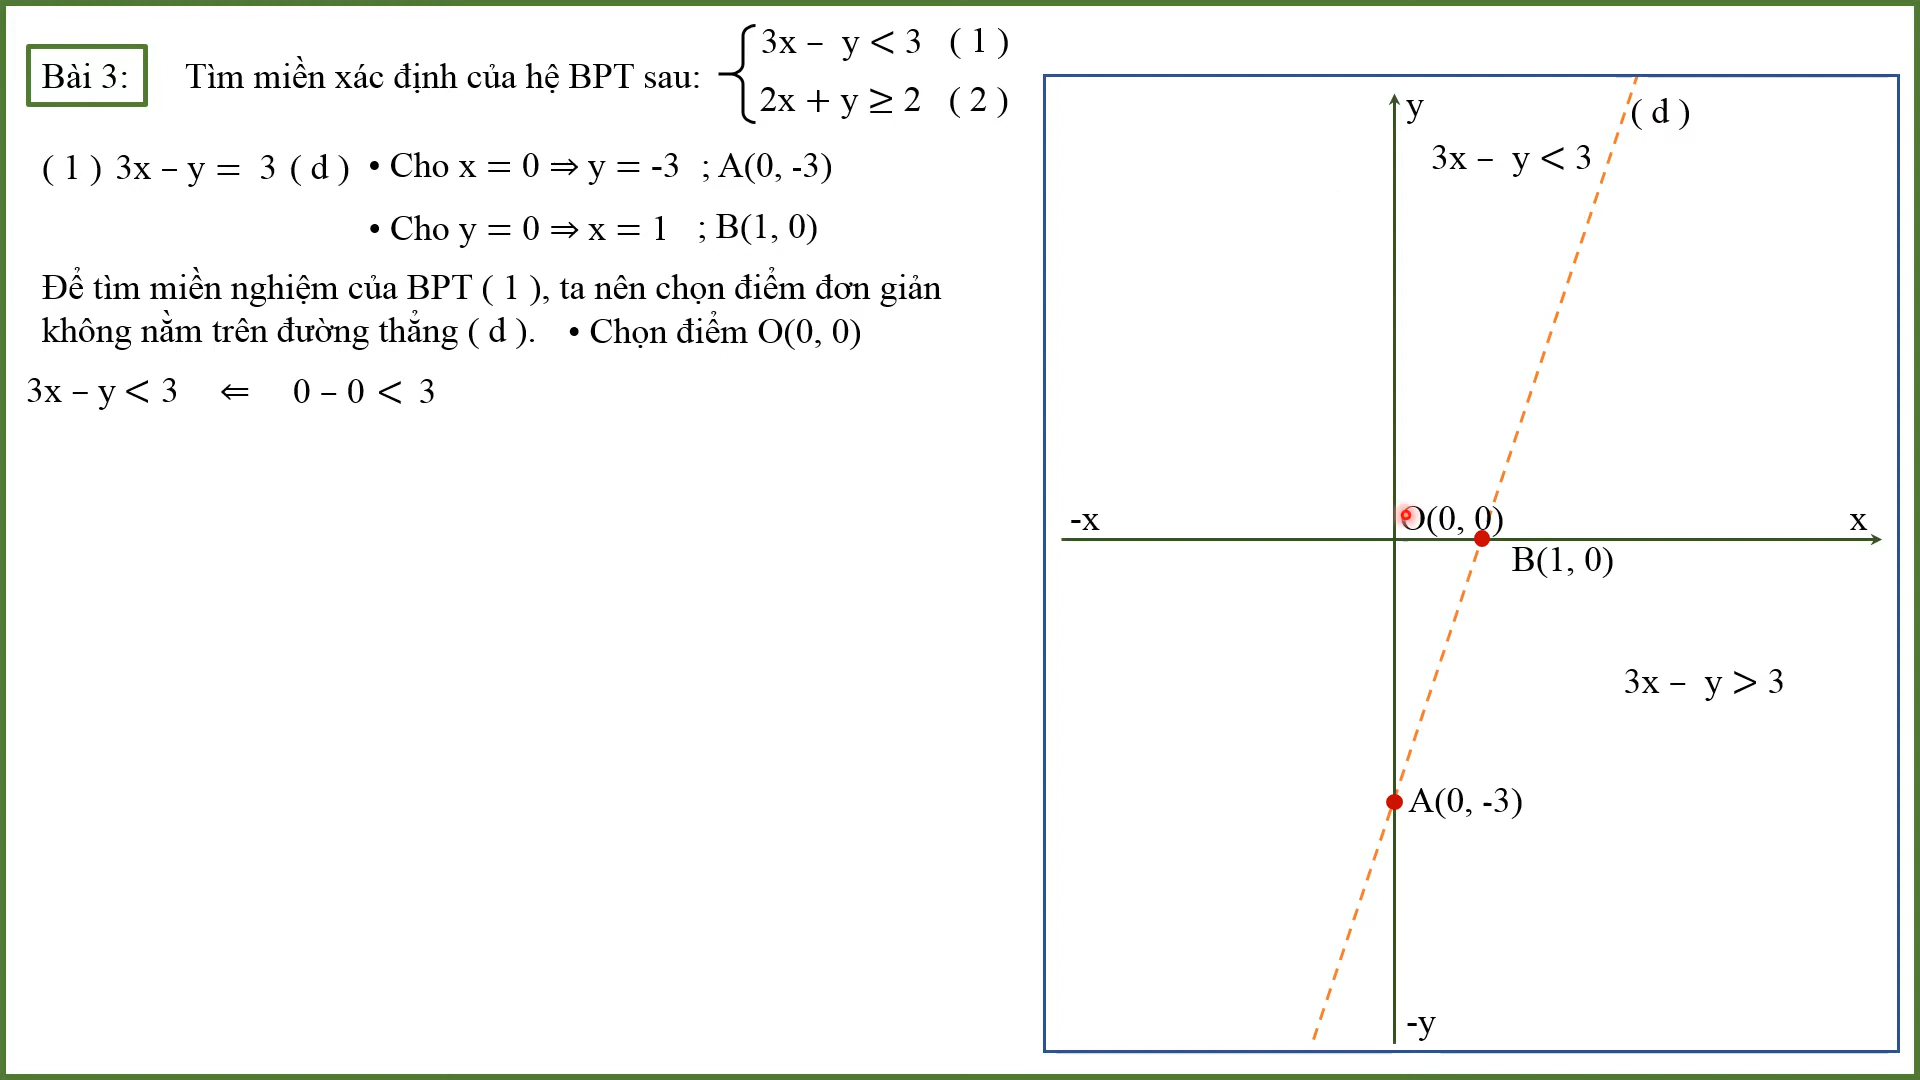 Bài 3:
Tìm miền xác định của hệ BPT sau:
3x – y < 3 ( 1 )
2x + y ≥ 2 ( 2 )
( 1 ) 3x – y = 3 ( d ) • Cho x = 0 ⇒ y = -3 ; A(0, -3)
• Cho y = 0 ⇒ x = 1 ; B(1, 0)
Để tìm miền nghiệm của BPT ( 1 ), ta nên chọn điểm đơn giản
không nằm trên đường thẳng ( d ). • Chọn điểm O(0, 0)
3x – y < 3 ⇐ 0 – 0 < 3
y
( d )
3x – y < 3
-x
O(0, 0)
x
B(1, 0)
3x – y > 3
A(0, -3)
-y